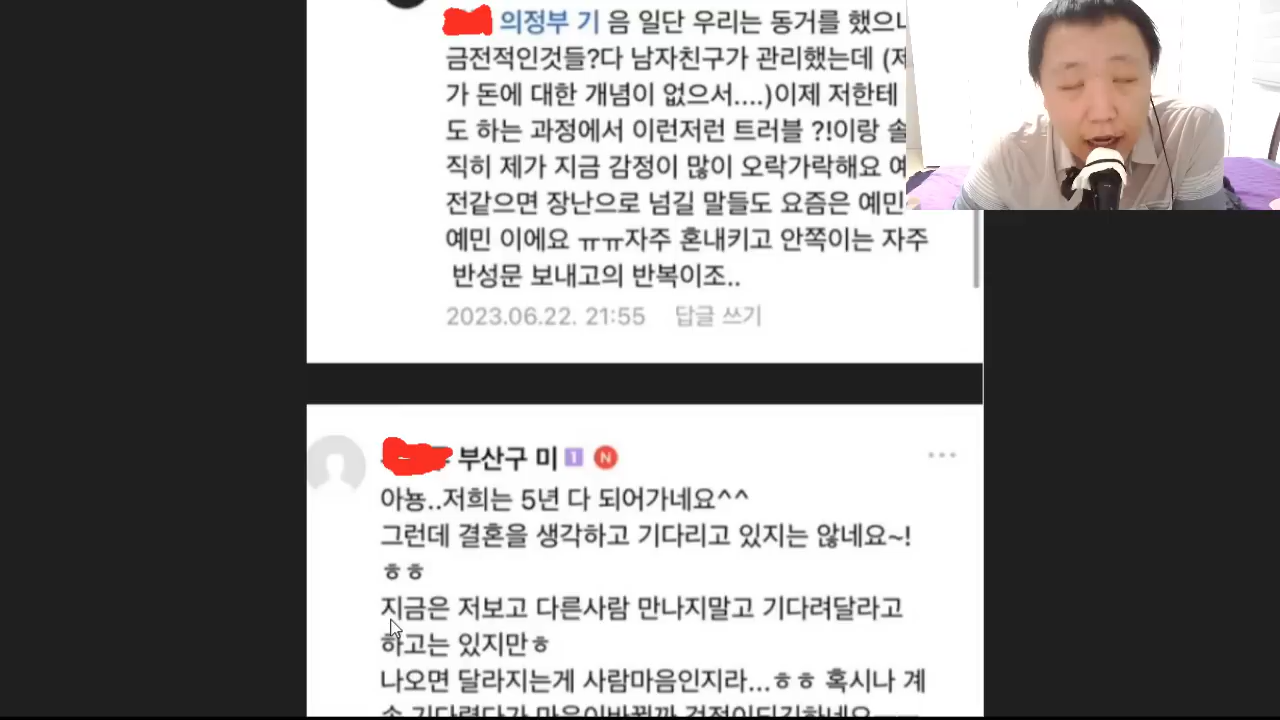 의정부 기 음 일단 우리는 동거를 했으니
금전적인것들?다 남자친구가 관리했는데 (제
가 돈에 대한 개념이 없으서....)이제 저한테
도 하는 과정에서 이런저런 트러블 ?!이랑 솔
직히 제가 지금 감정이 많이 오락가락해요 예
전같으면 장난으로 넘길 말들도 요즘은 예민
예민 이에요 ㅠㅠ자주 혼내키고 안쪽이는 자주
반성문 보내고의 반복이조..
2023.06.22. 21:55 답글 쓰기
부산구 미 1 N
아뇽..저희는 5년 다 되어가네요^^
그런데 결혼을 생각하고 기다리고 있지는 않네요~!
ㅎㅎ
지금은 저보고 다른사람 만나지말고 기다려달라고
하고는 있지만ㅎ
나오면 달라지는게 사람마음인지라...ㅎㅎ 혹시나 계